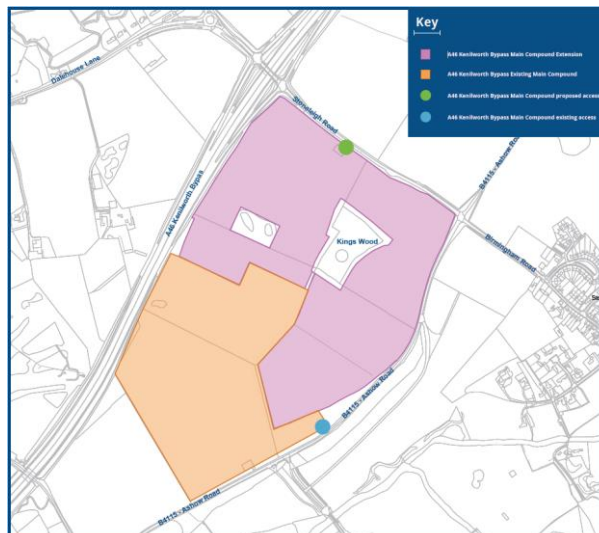 Key
A46 Kenilworth Bypass Main Compound Extension
A46 Kenilworth Bypass Existing Main Compound
A46 Kenilworth Bypass Main Compound proposed access
A46 Kenilworth Bypass Main Compound existing access
Dalehouse Lane
Stoneleigh Road
A46 Kenilworth Bypass
B4115 - Ashow Road
Kings Wood
Birmingham Road
B4115 - Ashow Road
B4115 - Ashow Road